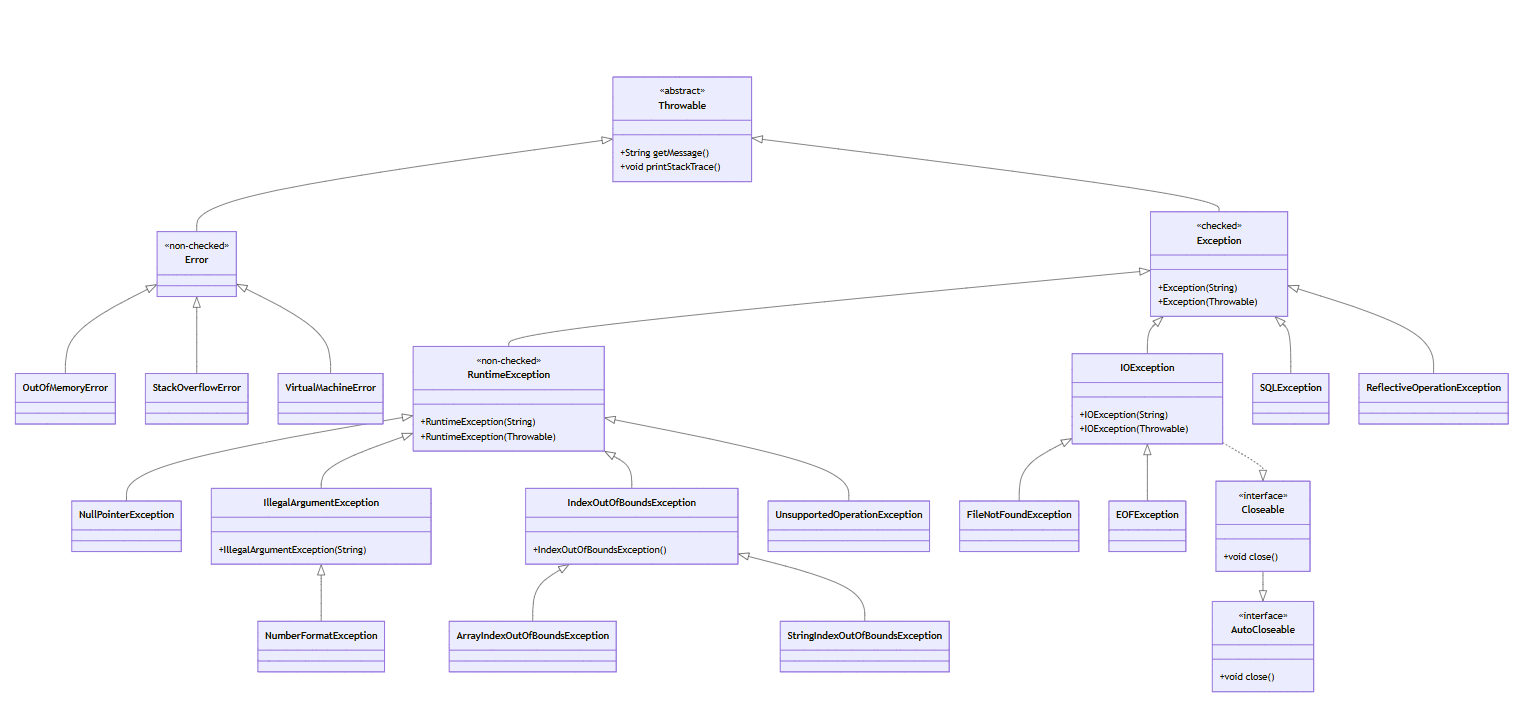 «abstract»
Throwable
+String getMessage()
+void printStackTrace()
«non-checked»
Error
«checked»
Exception
+Exception(String)
+Exception(Throwable)
OutOfMemoryError
StackOverflowError
VirtualMachineError
«non-checked»
RuntimeException
+RuntimeException(String)
+RuntimeException(Throwable)
IOException
+IOException(String)
+IOException(Throwable)
SQLException
ReflectiveOperationException
NullPointerException
IllegalArgumentException
+IllegalArgumentException(String)
IndexOutOfBoundsException
+IndexOutOfBoundsException()
UnsupportedOperationException
FileNotFoundException
EOFException
«interface»
Closeable
+void close()
NumberFormatException
ArrayIndexOutOfBoundsException
StringIndexOutOfBoundsException
«interface»
AutoCloseable
+void close()